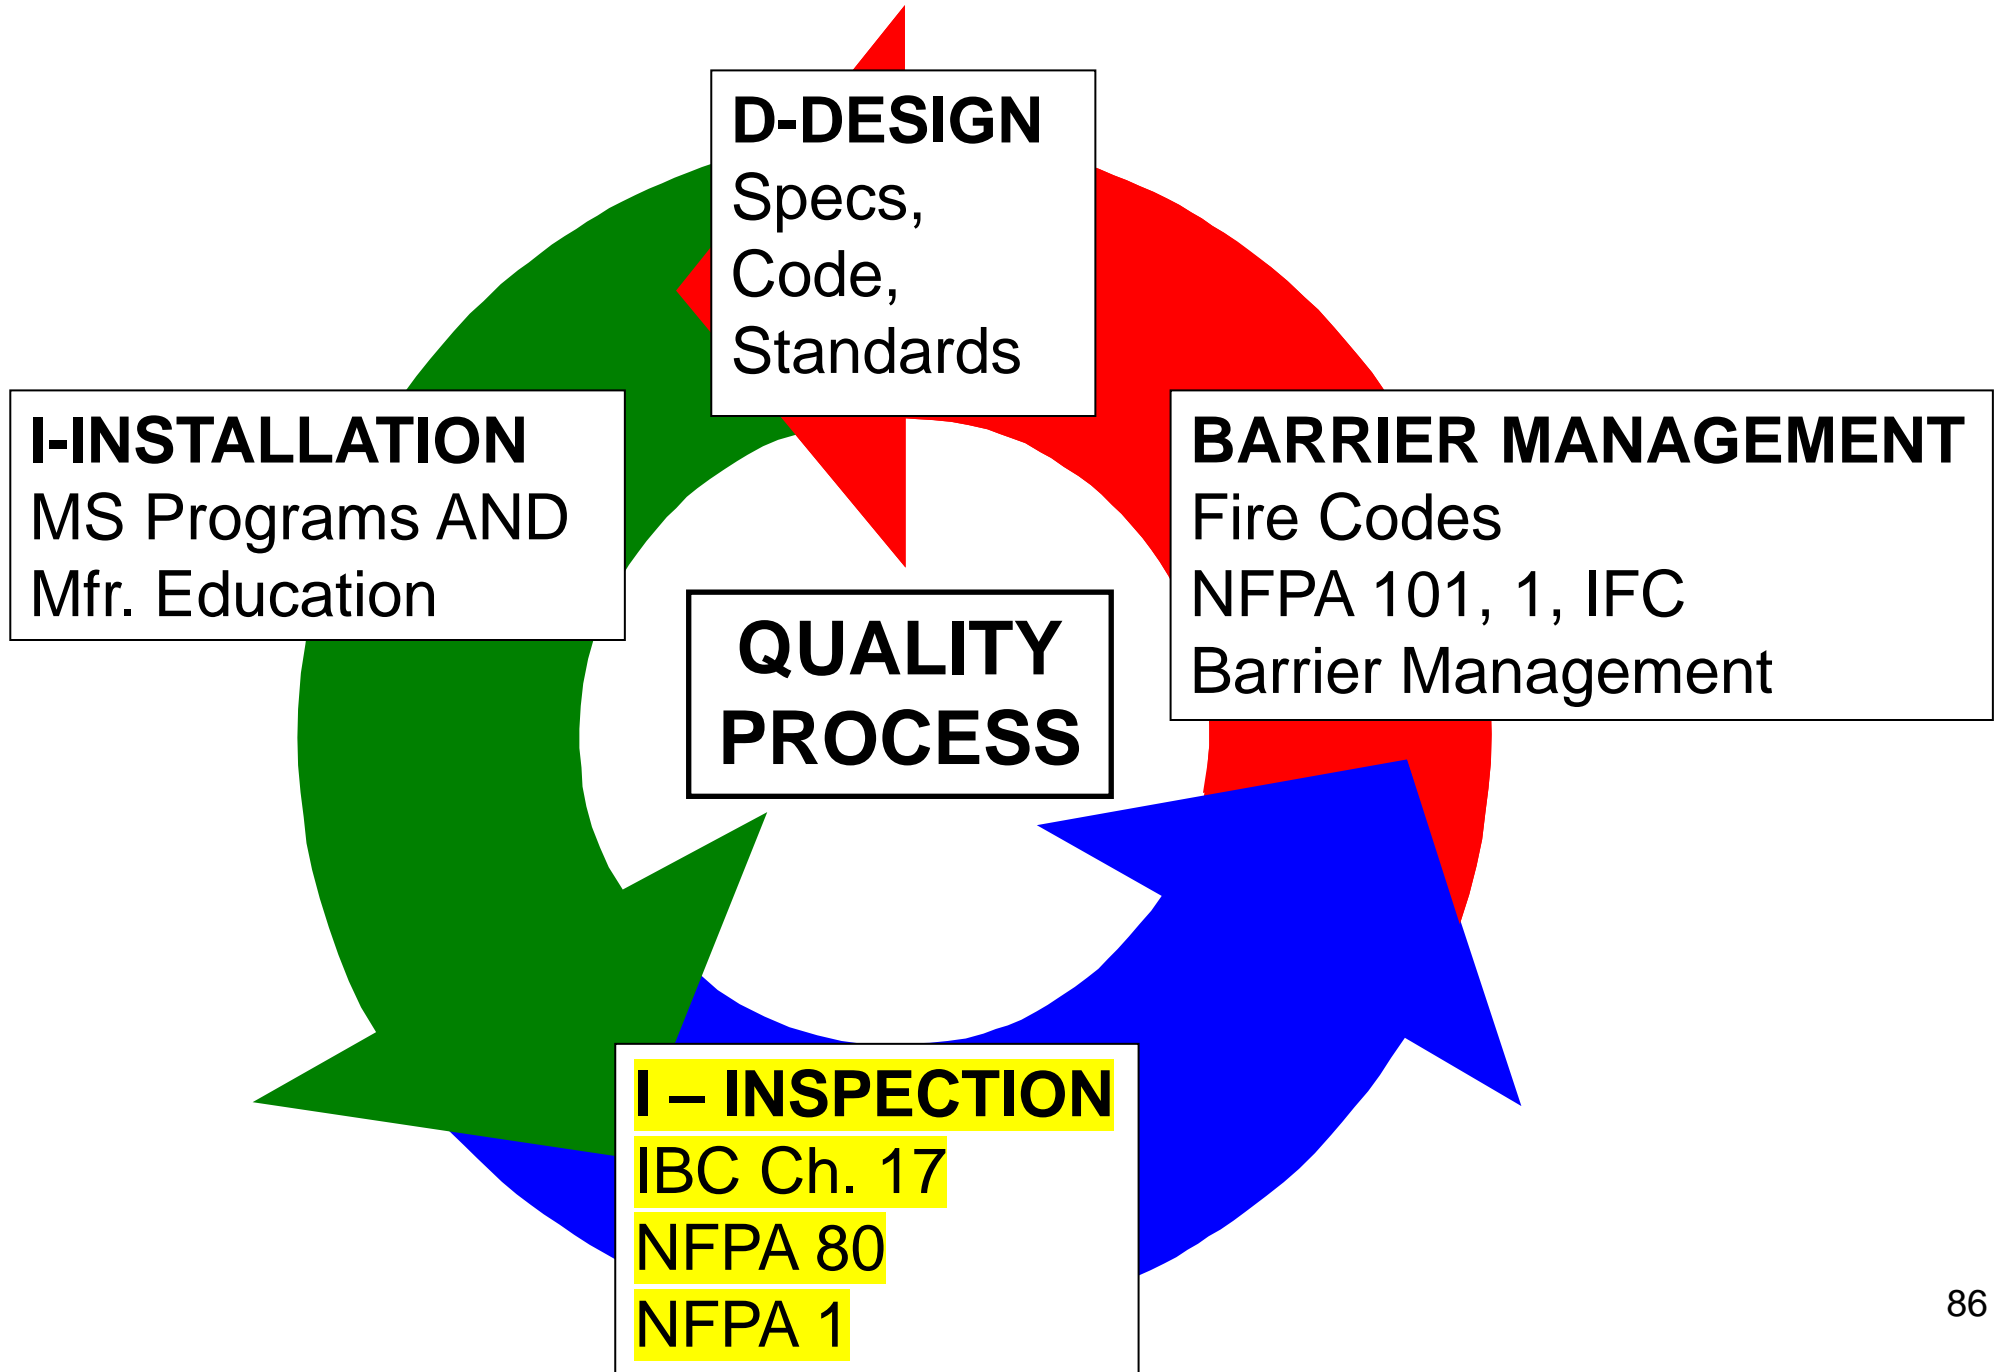 D-DESIGN
Specs,
Code,
Standards
I-INSTALLATION
MS Programs AND
Mfr. Education
BARRIER MANAGEMENT
Fire Codes
NFPA 101, 1, IFC
Barrier Management
QUALITY
PROCESS
I – INSPECTION
IBC Ch. 17
NFPA 80
NFPA 1
86